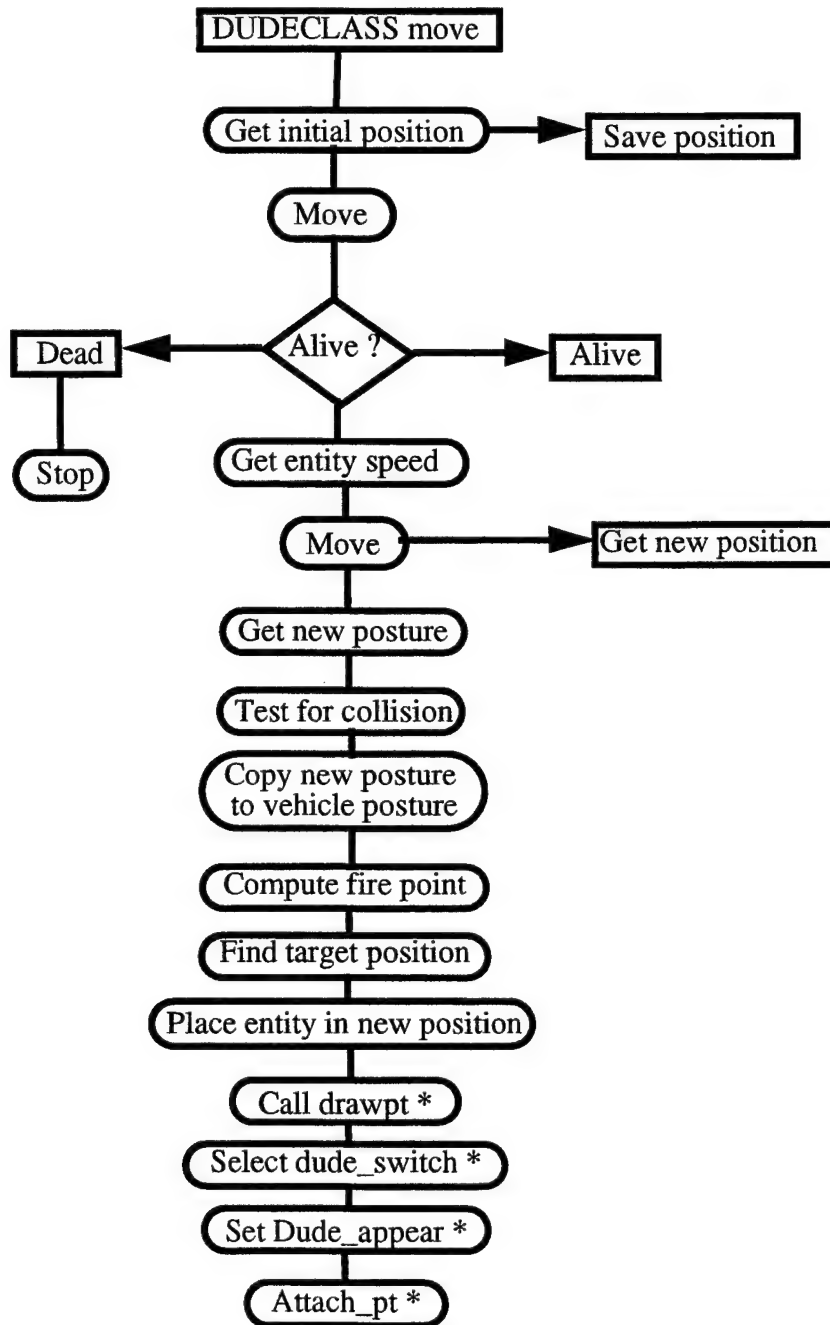 DUDECLASS move
Get initial position
Save position
Move
Dead
Alive ?
Alive
Stop
Get entity speed
Move
Get new position
Get new posture
Test for collision
Copy new posture
to vehicle posture
Compute fire point
Find target position
Place entity in new position
Call drawpt *
Select dude_switch *
Set Dude_appear *
Attach_pt *